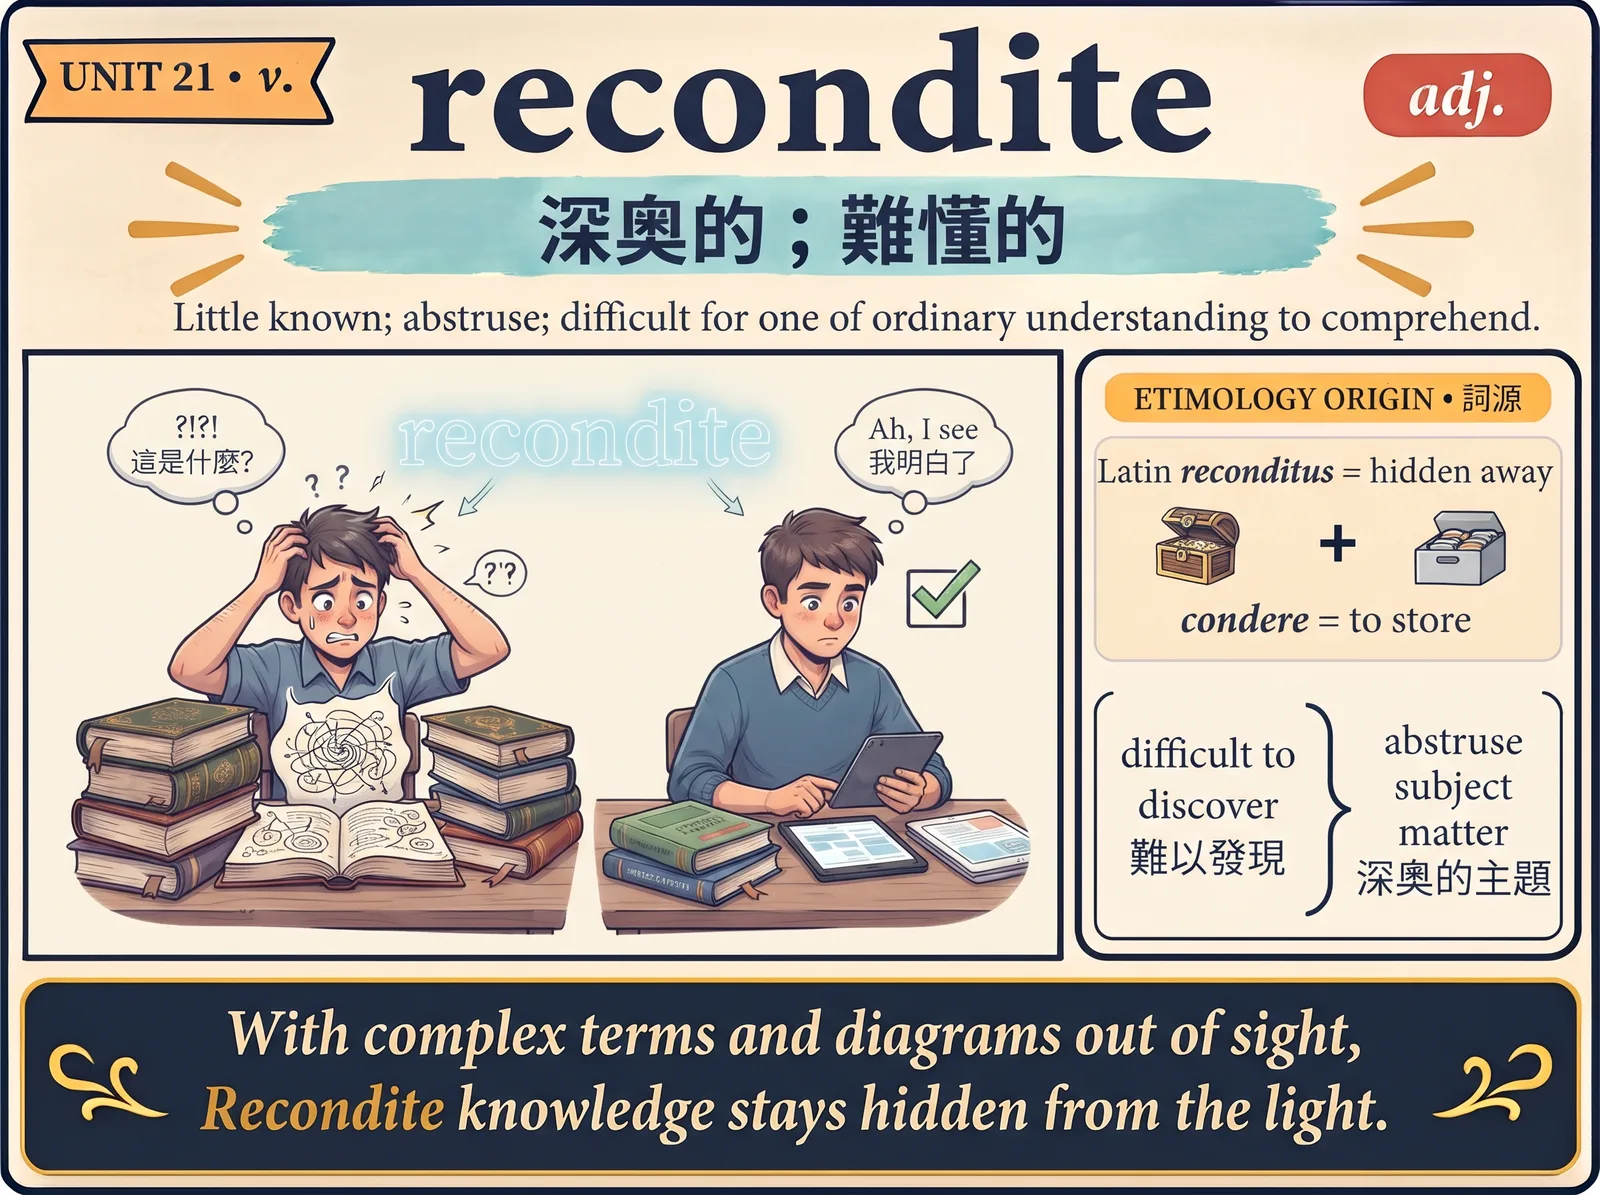 UNIT 21 • v.
recondite
adj.
深奥的；難懂的
Little known; abstruse; difficult for one of ordinary understanding to comprehend.
?!?!
這是什麼?
? ?
recondite
Ah, I see
我明白了
?'?
ETIMOLOGY ORIGIN • 詞源
Latin reconditus = hidden away
+
condere = to store
difficult to
discover
難以發現
abstruse
subject
matter
深奧的主題
With complex terms and diagrams out of sight,
Recondite knowledge stays hidden from the light.